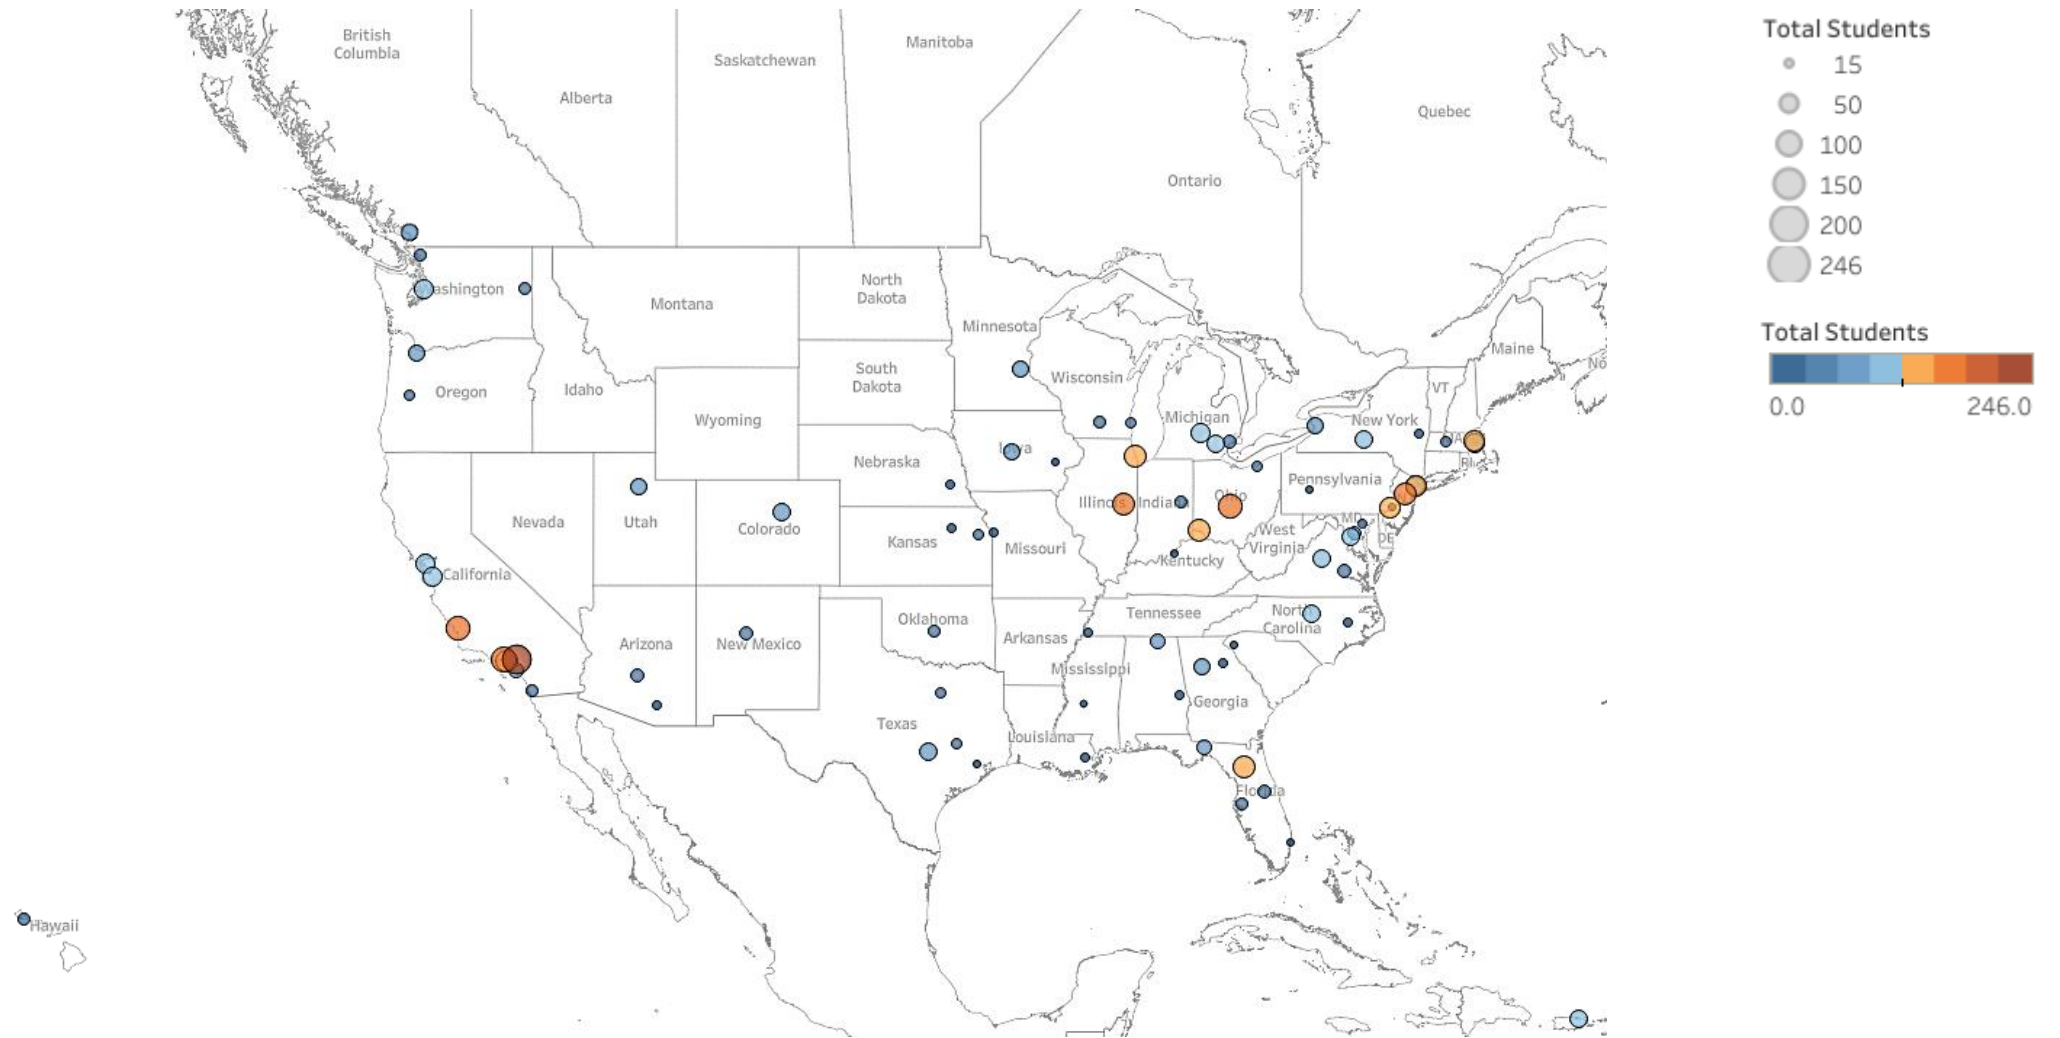 British
Columbia
Alberta
Saskatchewan
Manitoba
Ontario
Quebec
Washington
Montana
North
Dakota
Minnesota
Maine
No
Oregon
Idaho
South
Dakota
Wisconsin
Michigan
VT
New York
Wyoming
Iowa
MA
RI
Nebraska
Pennsylvania
Nevada
Utah
Colorado
Illinois
Indiana
Ohio
MD
DE
Kansas
Missouri
West
Virginia
Kentucky
California
Arizona
New Mexico
Oklahoma
Arkansas
Tennessee
North
Carolina
Mississippi
Georgia
Texas
Louisiana
Florida
Hawaii
Total Students
15
50
100
150
200
246
Total Students
0.0 246.0